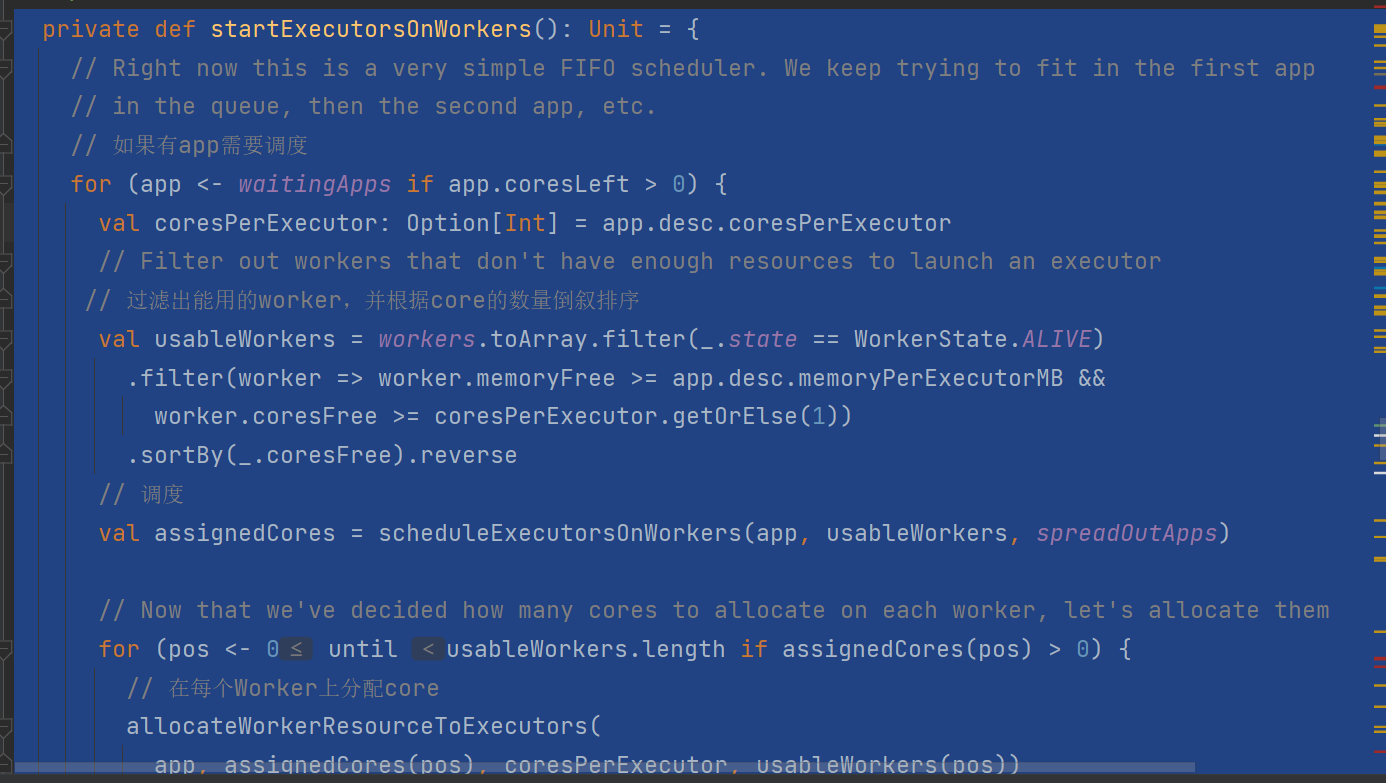 private def startExecutorsOnWorkers(): Unit = {
// Right now this is a very simple FIFO scheduler. We keep trying to fit in the first app
// in the queue, then the second app, etc.
// 如果有app需要调度
for (app <- waitingApps if app.coresLeft > 0) {
val coresPerExecutor: Option[Int] = app.desc.coresPerExecutor
// Filter out workers that don't have enough resources to launch an executor
// 过滤出能用的worker，并根据core的数量倒叙排序
val usableWorkers = workers.toArray.filter(_.state == WorkerState.ALIVE)
.filter(worker => worker.memoryFree >= app.desc.memoryPerExecutorMB &&
worker.coresFree >= coresPerExecutor.getOrElse(1))
.sortBy(_.coresFree).reverse
// 调度
val assignedCores = scheduleExecutorsOnWorkers(app, usableWorkers, spreadOutApps)
// Now that we've decided how many cores to allocate on each worker, let's allocate them
for (pos <- 0 ≤ until < usableWorkers.length if assignedCores(pos) > 0) {
// 在每个Worker上分配core
allocateWorkerResourceToExecutors(
app, assignedCores(pos), coresPerExecutor, usableWorkers(pos))